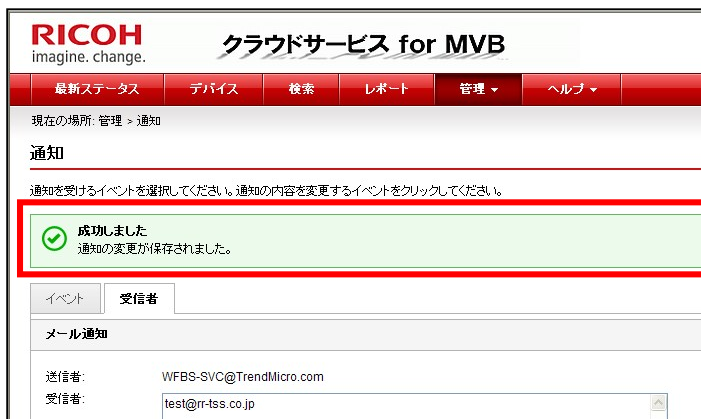 RICOH
imagine. change.
クラウドサービス for MVB
最新ステータス デバイス 検索 レポート 管理 ▾ ヘルプ ▾
現在の場所: 管理 > 通知
通知
通知を受けるイベントを選択してください。通知の内容を変更するイベントをクリックしてください。
成功しました
通知の変更が保存されました。
イベント 受信者
メール通知
送信者: WFBS-SVC@TrendMicro.com
受信者: test@rr-tss.co.jp